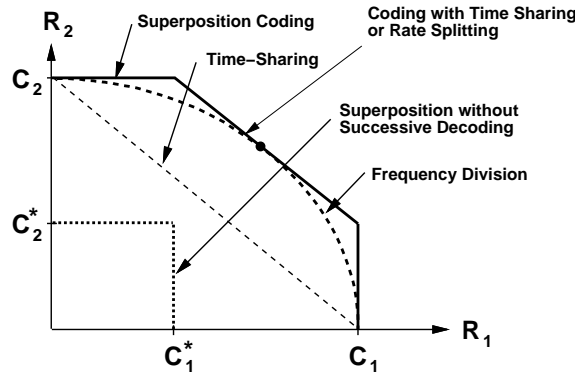 R2
Superposition Coding
Coding with Time Sharing
or Rate Splitting
C2
Time-Sharing
Superposition without
Successive Decoding
Frequency Division
C2*
R1
C1*
C1